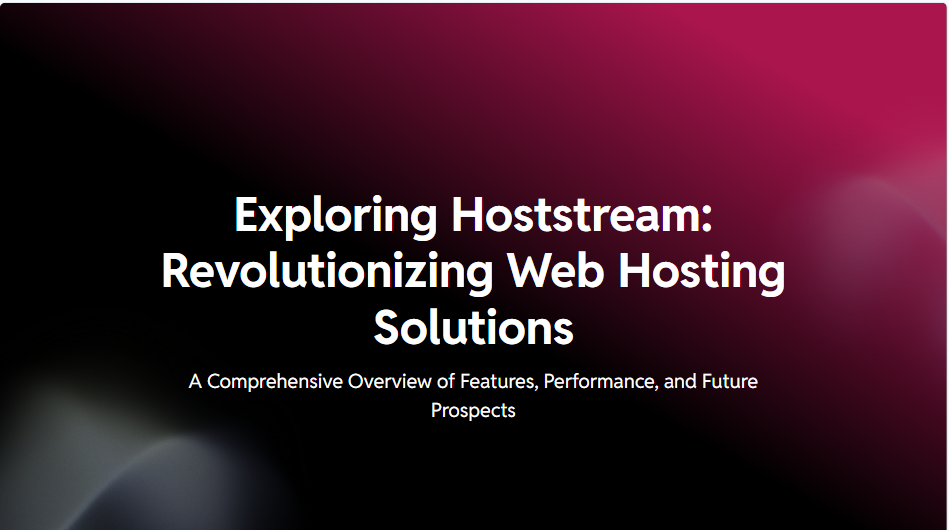 Exploring Hoststream:
Revolutionizing Web Hosting
Solutions
A Comprehensive Overview of Features, Performance, and Future
Prospects